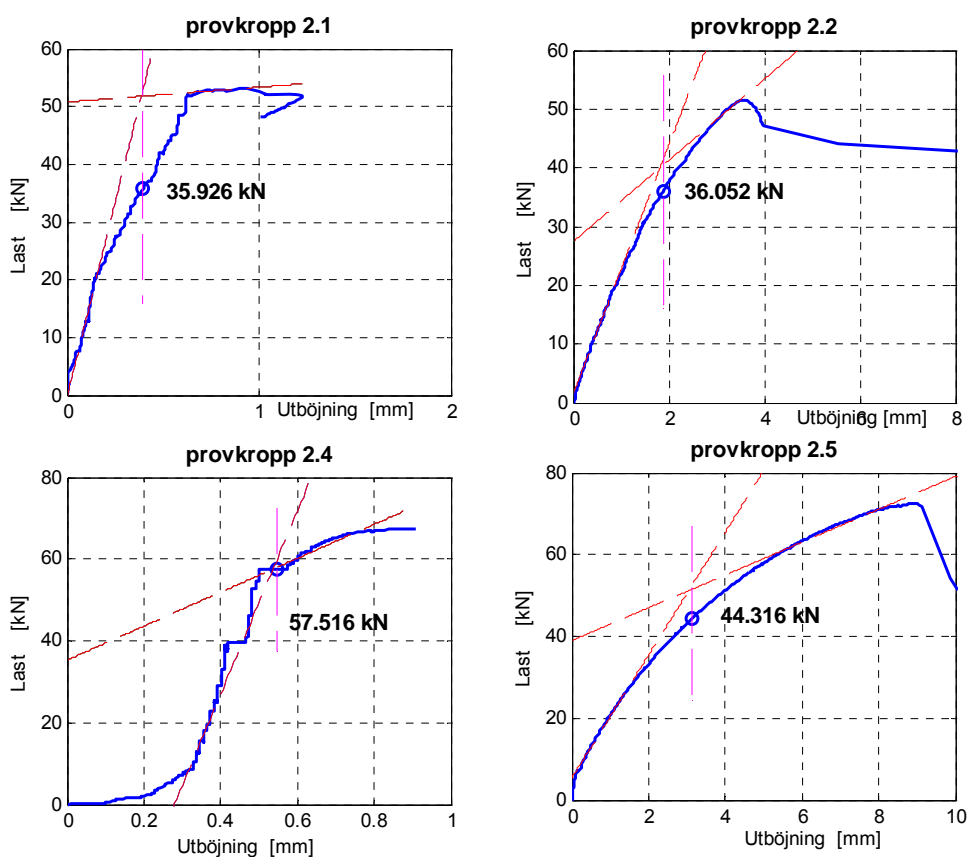 provkropp 2.1
60
50
40
30
20
10
0
Last [kN]
35.926 kN
0
1
2
Utböjning [mm]
provkropp 2.2
60
50
40
30
20
10
0
Last [kN]
36.052 kN
0
2
4
6
8
Utböjning [mm]
provkropp 2.4
80
60
40
20
0
Last [kN]
57.516 kN
0
0.2
0.4
0.6
0.8
1
Utböjning [mm]
provkropp 2.5
80
60
40
20
0
Last [kN]
44.316 kN
0
2
4
6
8
10
Utböjning [mm]